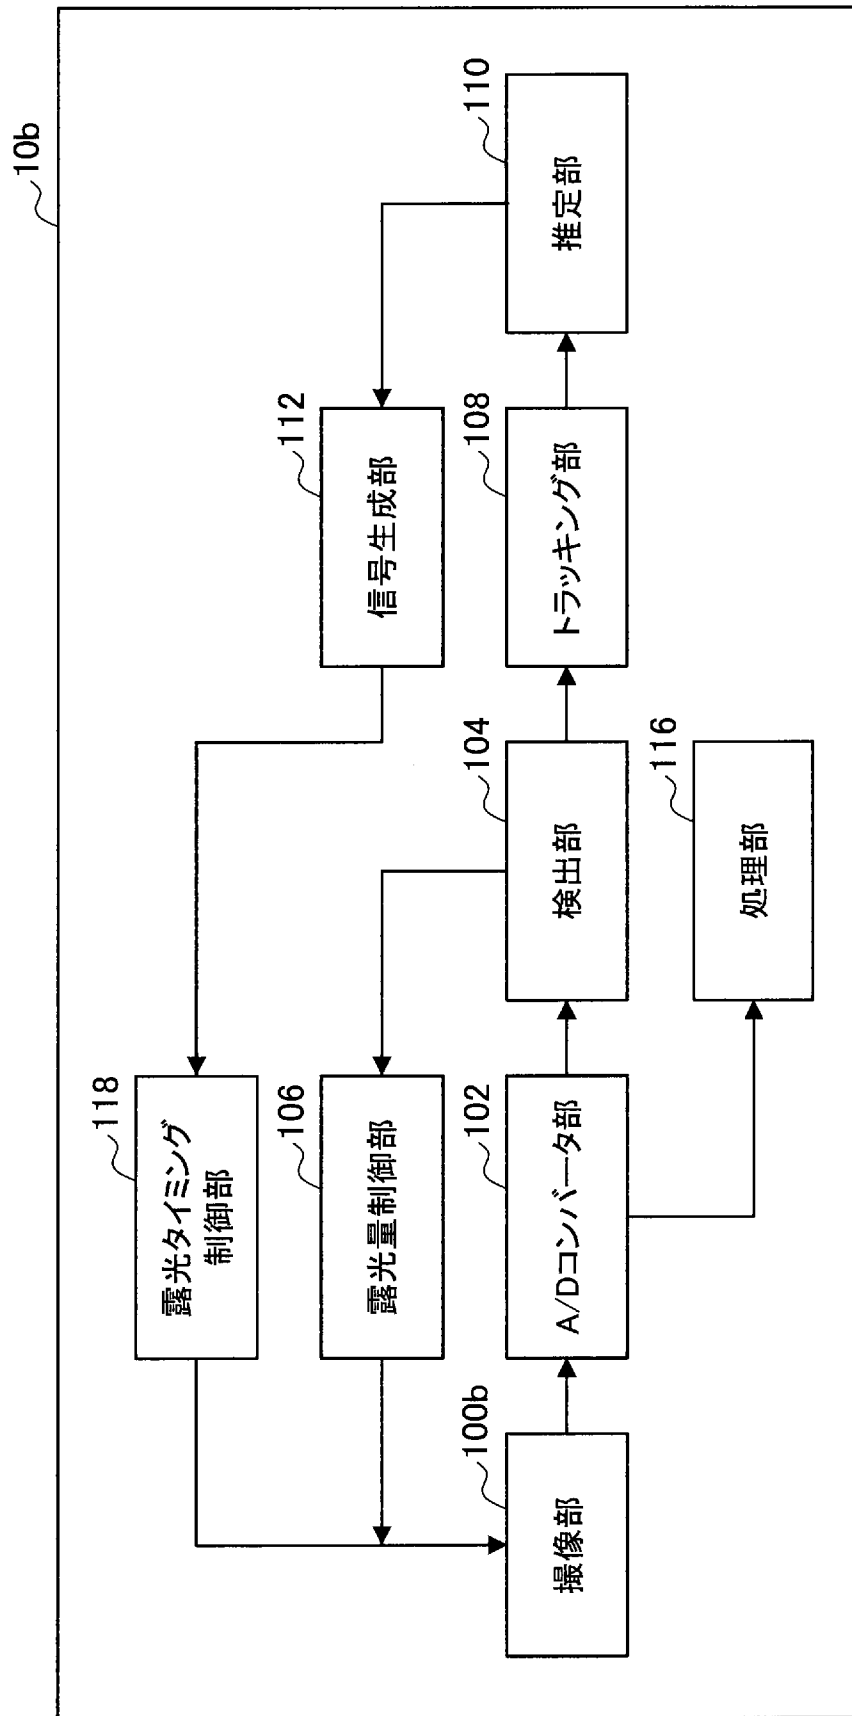 10b
118
露光タイミング
制御部
112
信号生成部
106
露光量制御部
110
推定部
108
トラッキング部
104
検出部
102
A/Dコンバータ部
100b
撮像部
116
処理部